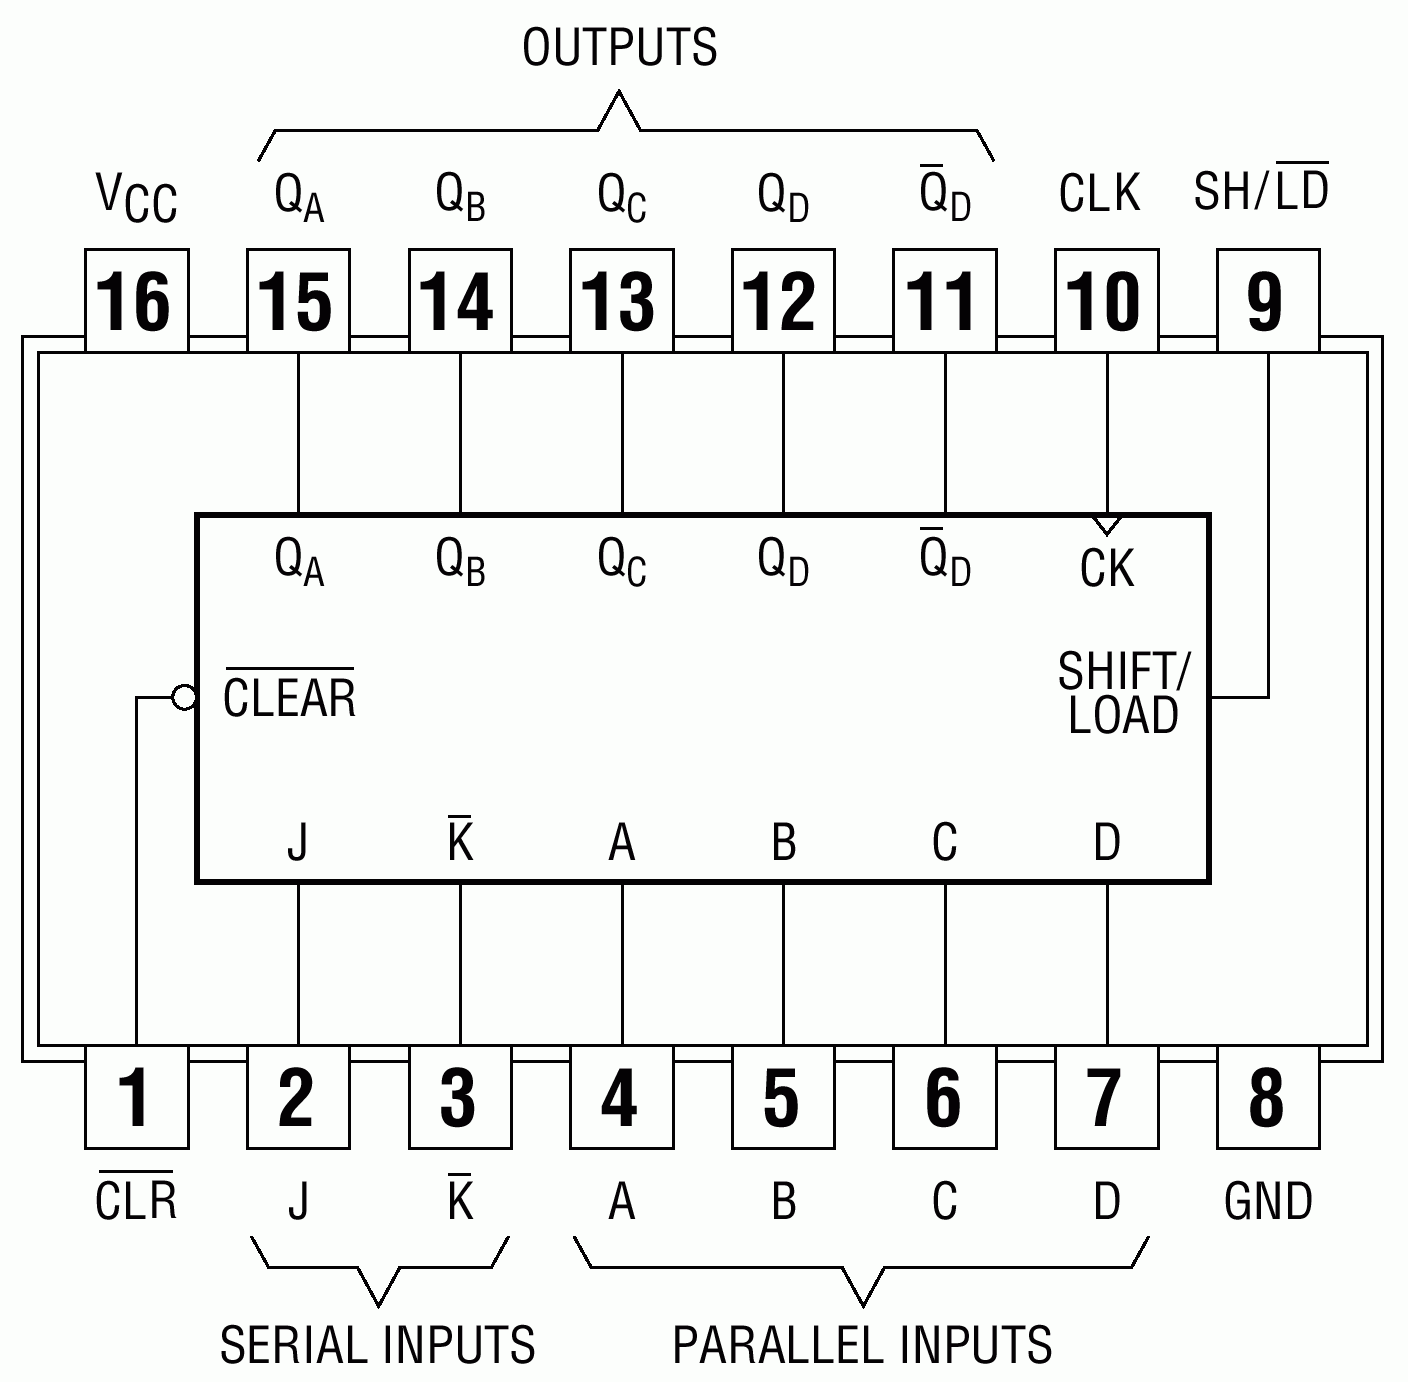 OUTPUTS
VCC QA QB QC QD Q̅D CLK SH/L̅D̅
16 15 14 13 12 11 10 9
QA QB QC QD Q̅D CK
C̅L̅E̅A̅R̅ SHIFT/
LOAD
J K̅ A B C D
1 2 3 4 5 6 7 8
C̅L̅R̅ J K̅ A B C D GND
SERIAL INPUTS PARALLEL INPUTS